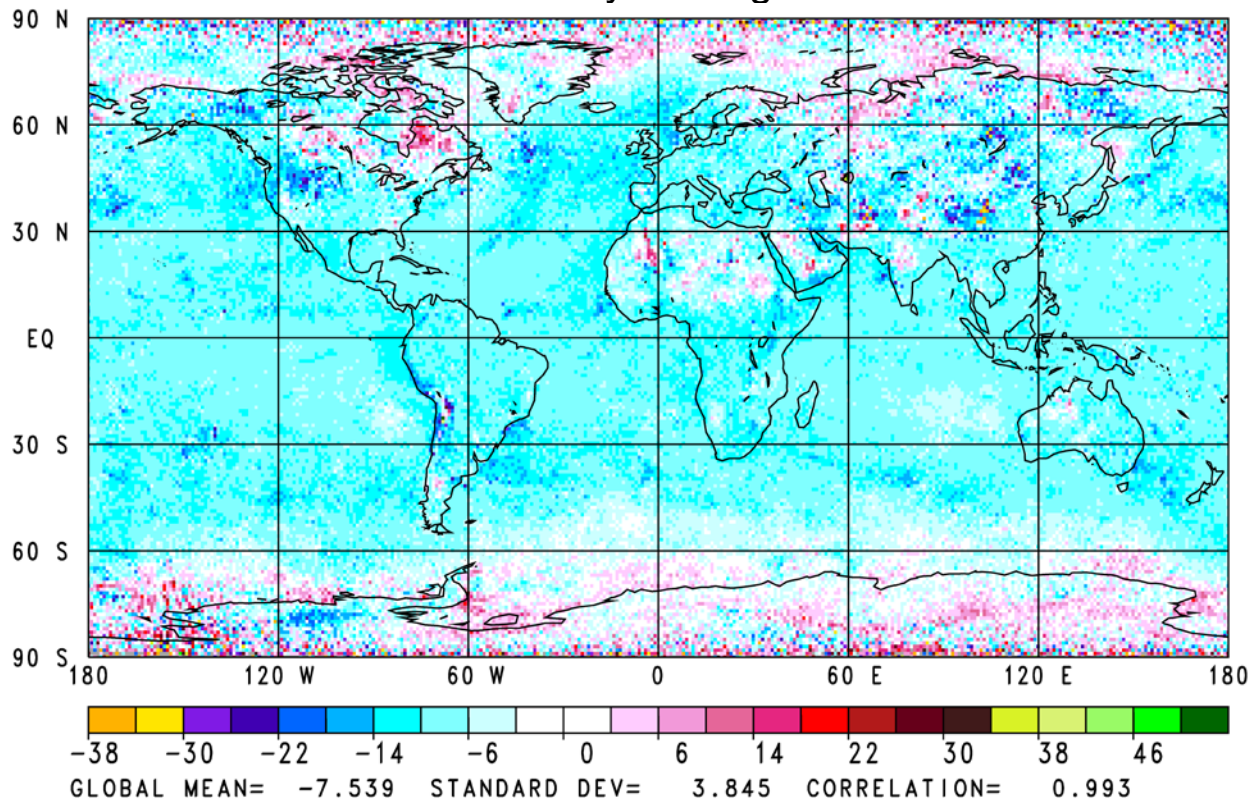 90 N
60 N
30 N
EQ
30 S
60 S
90 S
180 120 W 60 W 0 60 E 120 E 180
-38 -30 -22 -14 -6 0 6 14 22 30 38 46
GLOBAL MEAN= -7.539 STANDARD DEV= 3.845 CORRELATION= 0.993